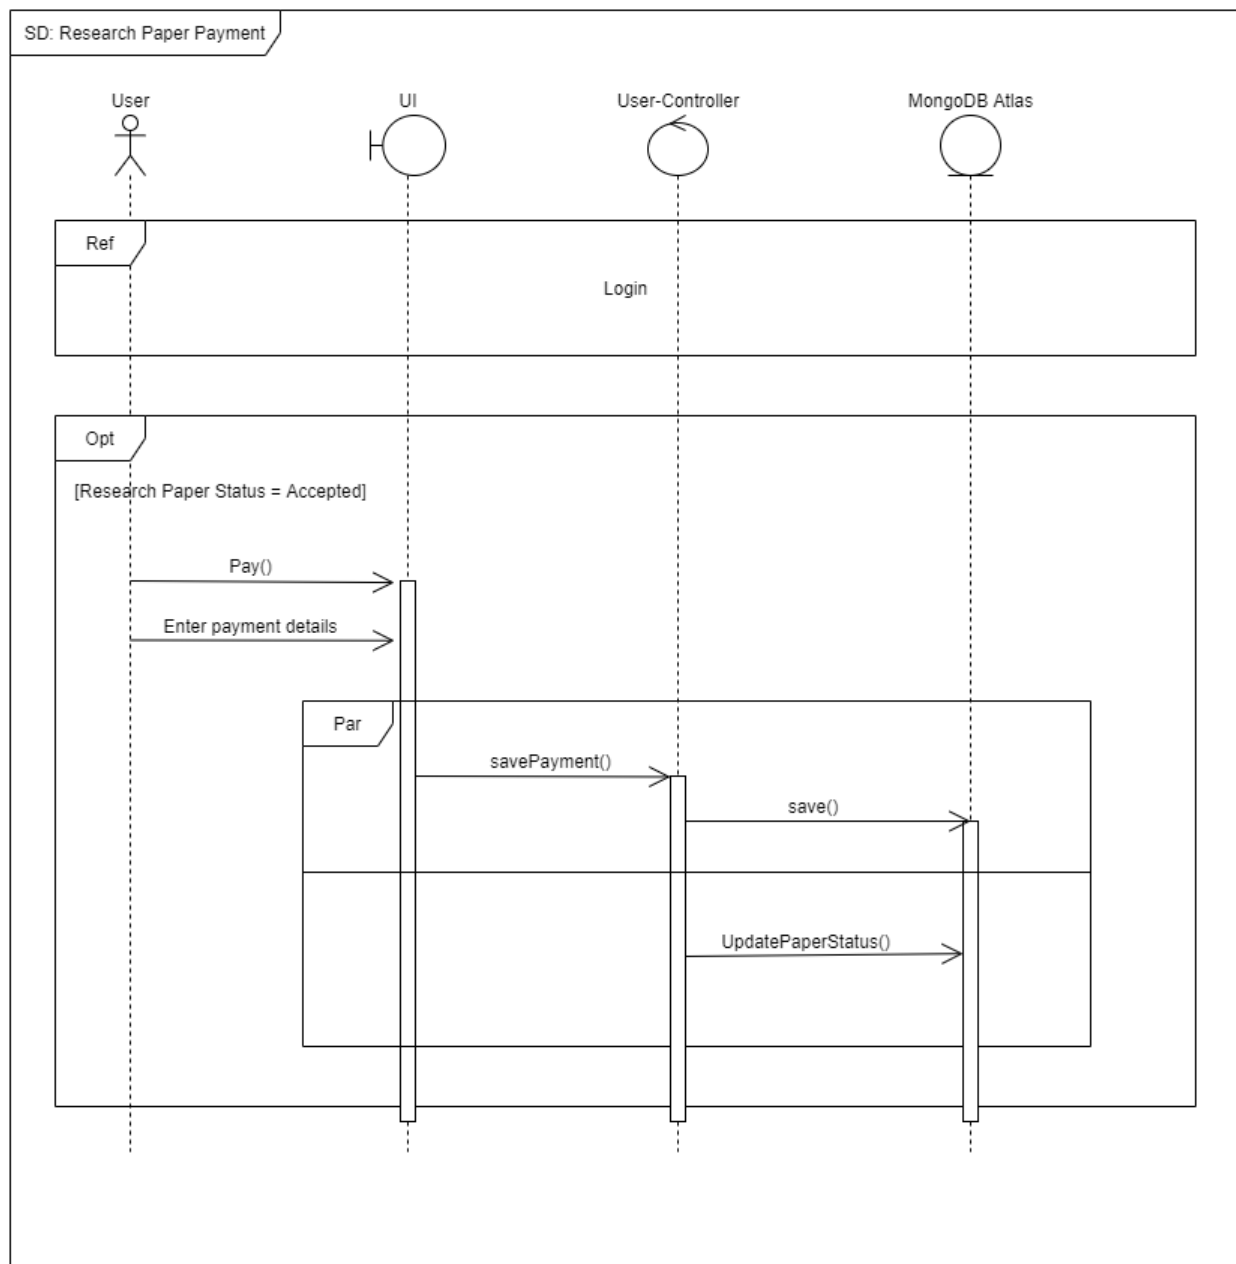 SD: Research Paper Payment
User
UI
User-Controller
MongoDB Atlas
Ref
Login
Opt
[Research Paper Status = Accepted]
Pay()
Enter payment details
Par
savePayment()
save()
UpdatePaperStatus()